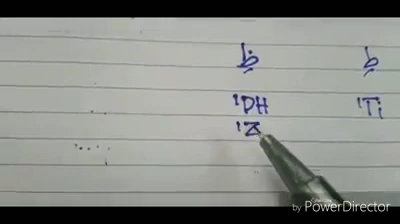 ظِ طِ
'DH 'Ti
'Z
by PowerDirector